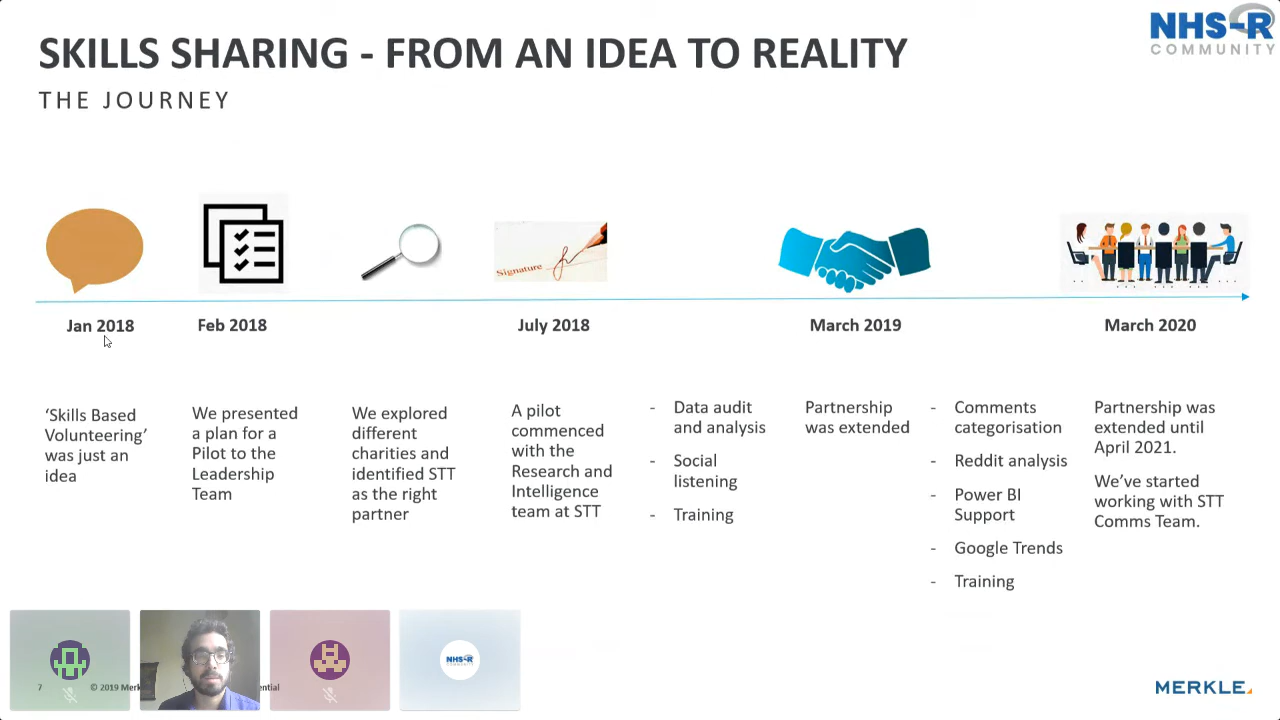 SKILLS SHARING - FROM AN IDEA TO REALITY
THE JOURNEY
NHS-R
COMMUNITY
Signature
Jan 2018
Feb 2018
July 2018
March 2019
March 2020
'Skills Based
Volunteering'
was just an
idea
We presented
a plan for a
Pilot to the
Leadership
Team
We explored
different
charities and
identified STT
as the right
partner
A pilot
commenced
with the
Research and
Intelligence
team at STT
- Data audit
and analysis
- Social
listening
- Training
Partnership
was extended
- Comments
categorisation
- Reddit analysis
- Power BI
Support
- Google Trends
- Training
Partnership was
extended until
April 2021.
We've started
working with STT
Comms Team.
NHS-R
COMMUNITY
7
© 2019
MERKLE